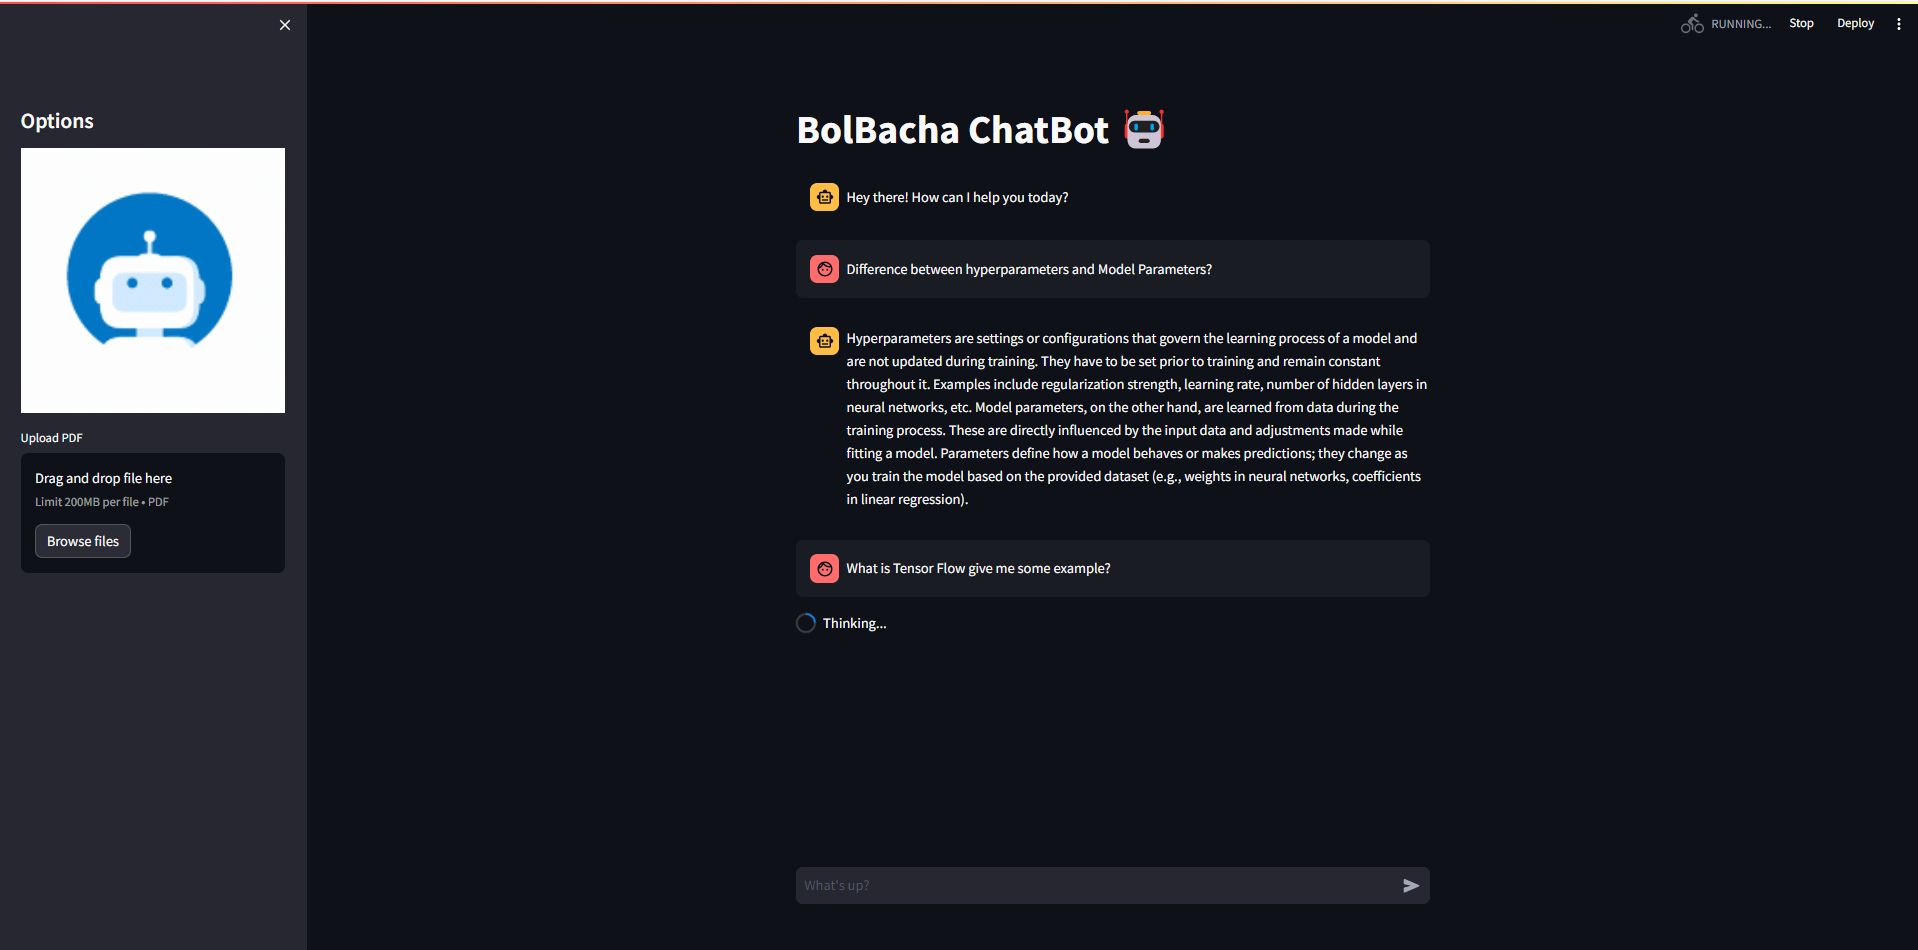 RUNNING...
Stop
Deploy
Options
Upload PDF
Drag and drop file here
Limit 200MB per file • PDF
Browse files
BolBacha ChatBot
Hey there! How can I help you today?
Difference between hyperparameters and Model Parameters?
Hyperparameters are settings or configurations that govern the learning process of a model and
are not updated during training. They have to be set prior to training and remain constant
throughout it. Examples include regularization strength, learning rate, number of hidden layers in
neural networks, etc. Model parameters, on the other hand, are learned from data during the
training process. These are directly influenced by the input data and adjustments made while
fitting a model. Parameters define how a model behaves or makes predictions; they change as
you train the model based on the provided dataset (e.g., weights in neural networks, coefficients
in linear regression).
What is Tensor Flow give me some example?
Thinking...
What's up?